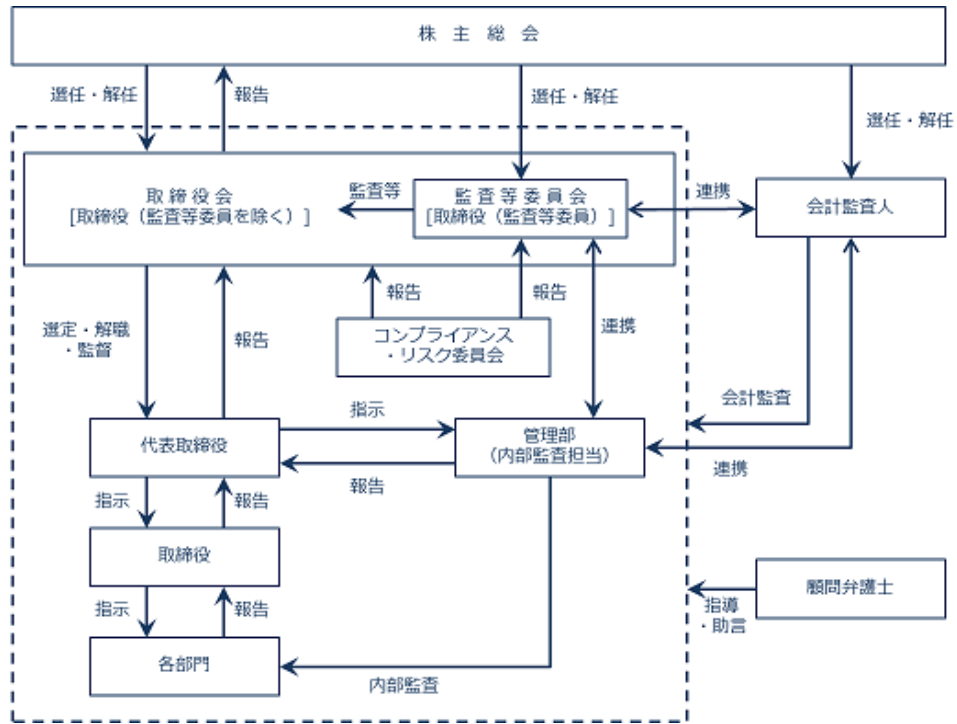 株 主 総 会
選任・解任
報告
選任・解任
選任・解任
取 締 役 会
[取締役（監査等委員を除く）]
監査等
監 査 等 委 員 会
[取締役（監査等委員）]
連携
会計監査人
報告
報告
連携
選定・解職
・監督
報告
コンプライアンス
・リスク委員会
会計監査
指示
代表取締役
管理部
（内部監査担当）
報告
連携
指示
報告
取締役
顧問弁護士
指示
報告
指導
・助言
各部門
内部監査